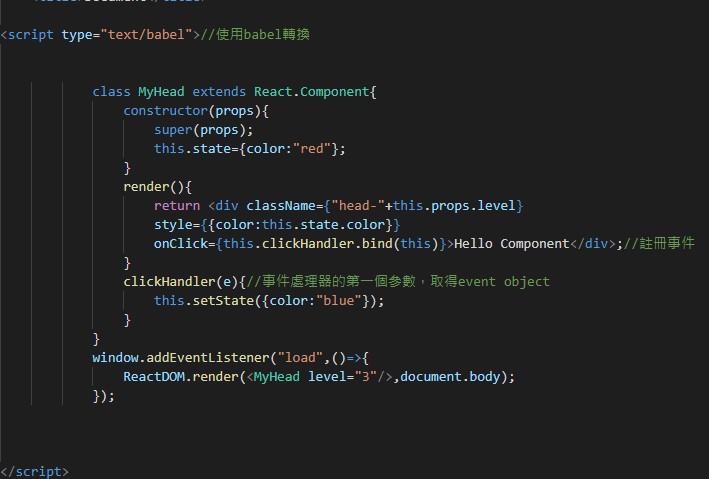 <script type="text/babel">//使用babel轉換
class MyHead extends React.Component{
constructor(props){
super(props);
this.state={color:"red"};
}
render(){
return <div className={"head-"+this.props.level}
style={{color:this.state.color}}
onClick={this.clickHandler.bind(this)}>Hello Component</div>;//註冊事件
}
clickHandler(e){//事件處理器的第一個參數，取得event object
this.setState({color:"blue"});
}
}
window.addEventListener("load",()=>{
ReactDOM.render(<MyHead level="3"/>,document.body);
});
</script>